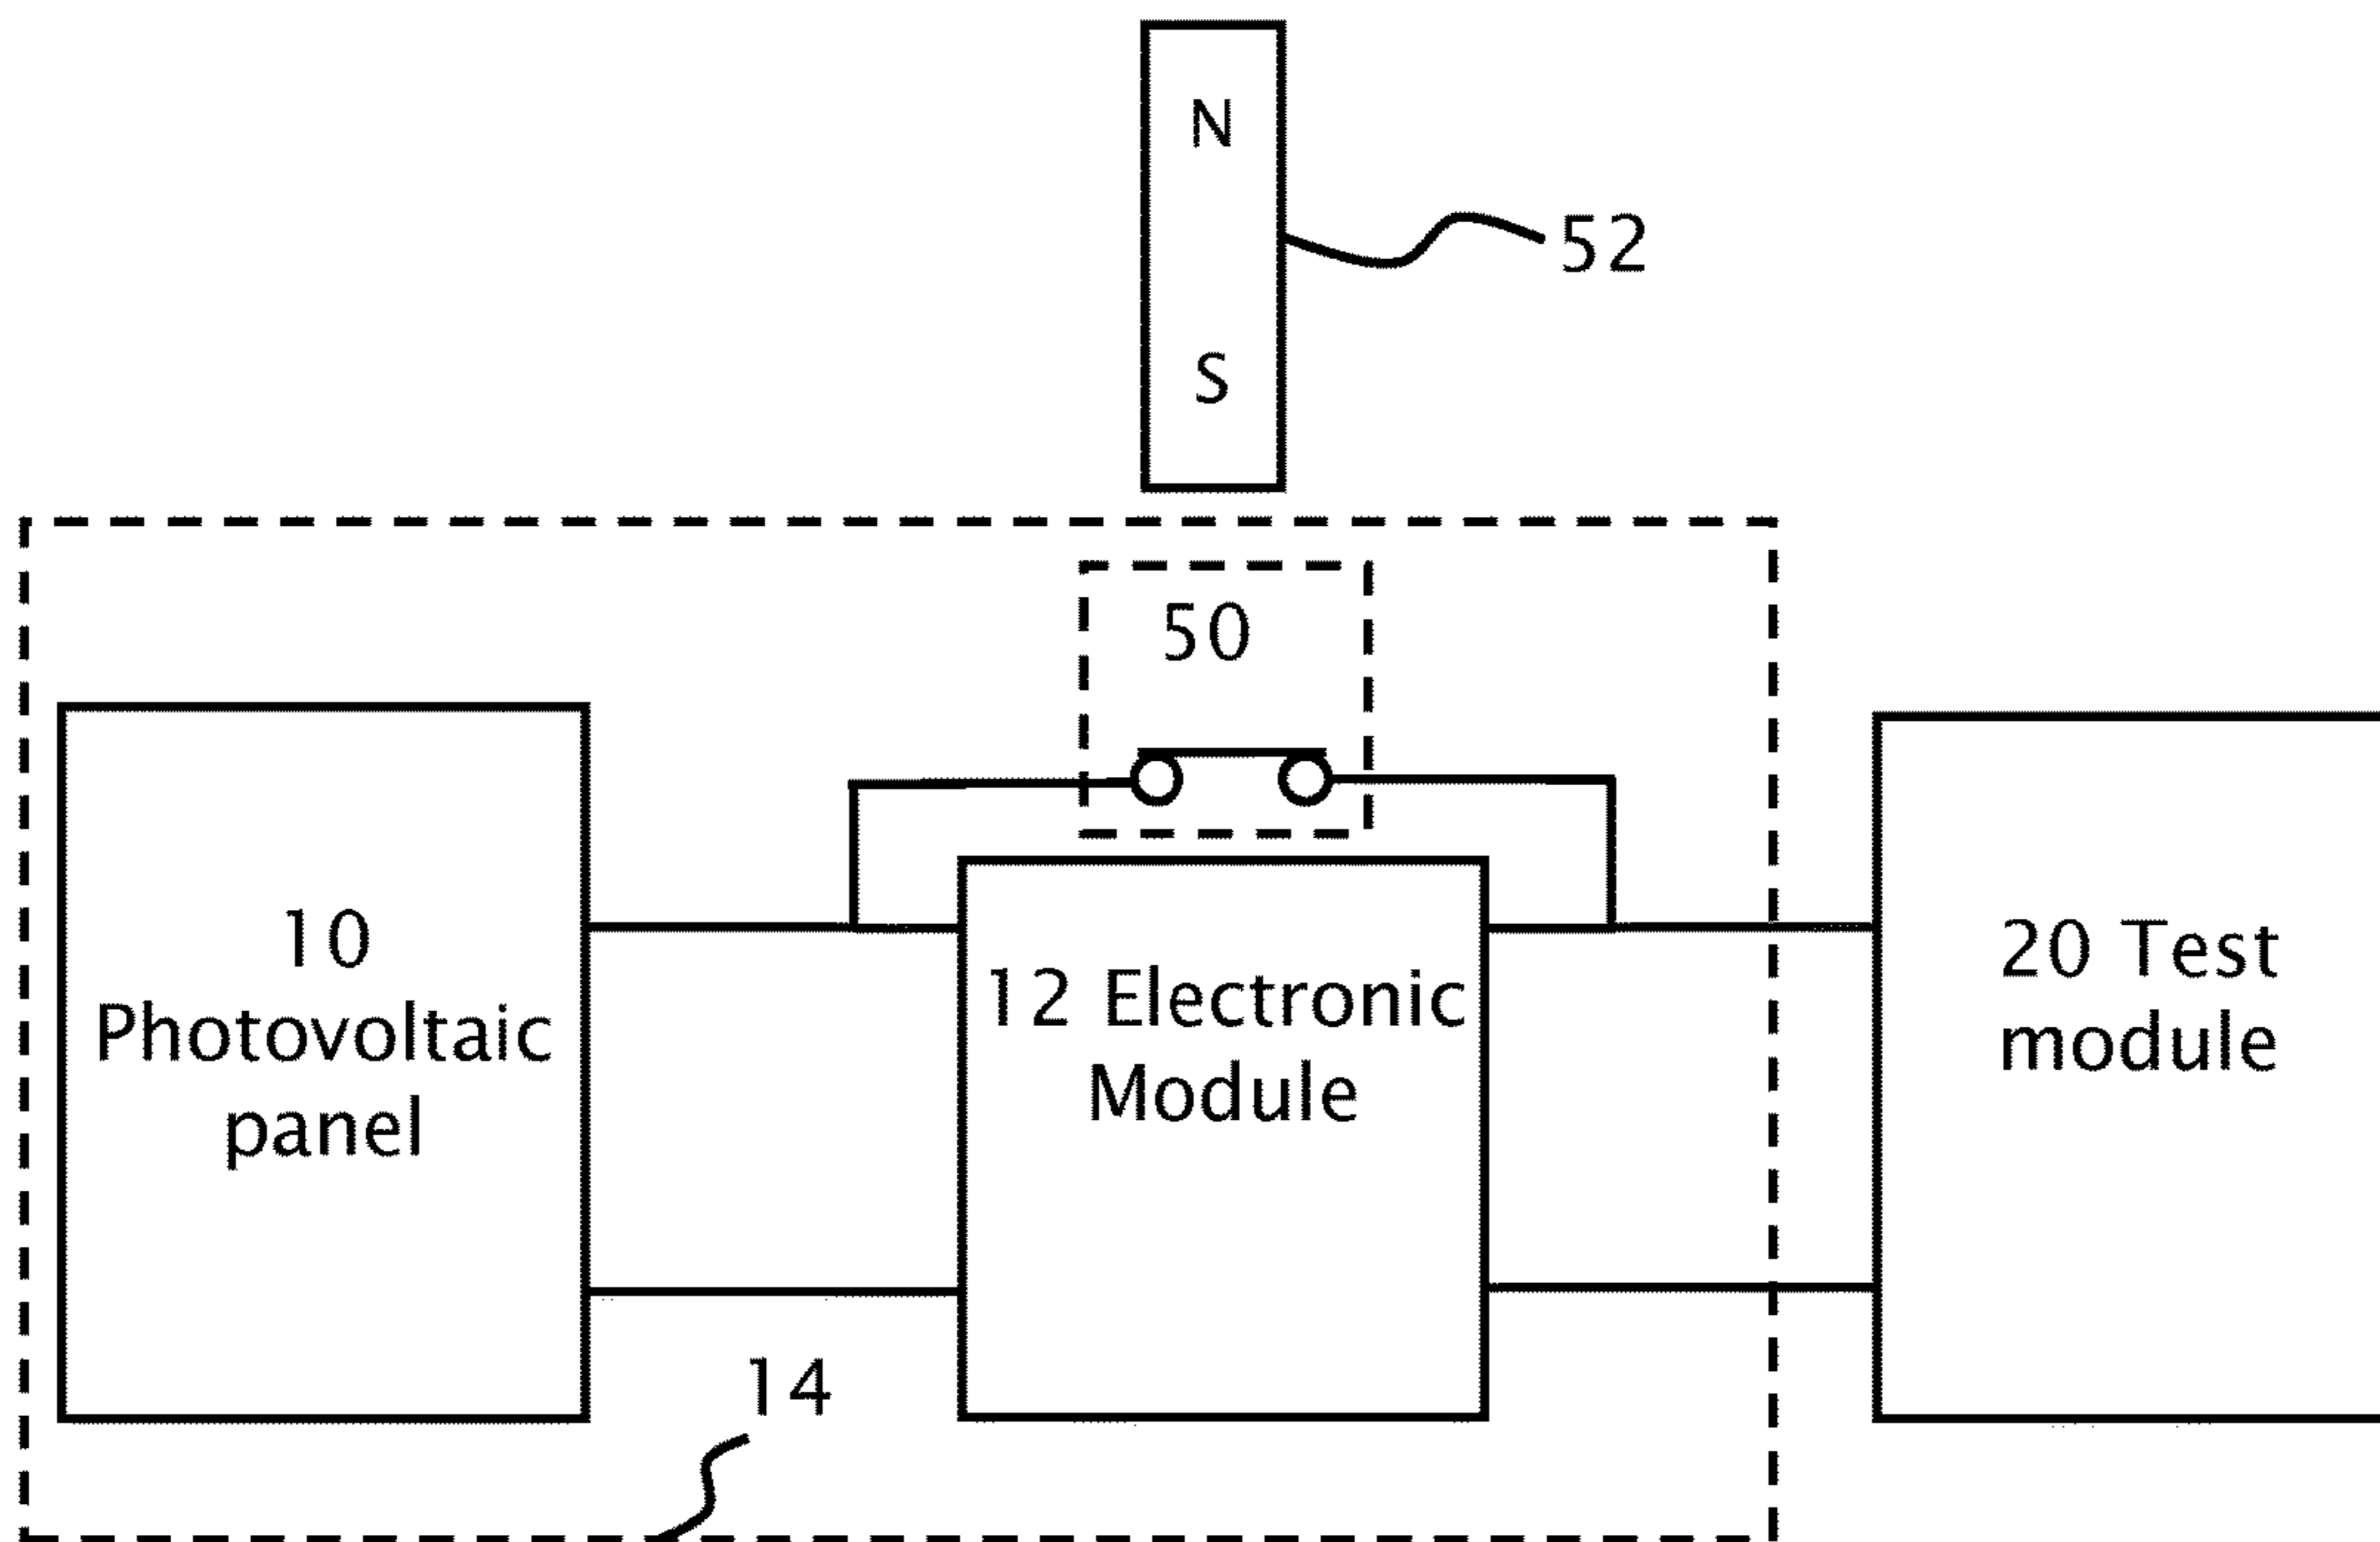 N
52
S
50
10
Photovoltaic
panel
12 Electronic
Module
20 Test
module
14